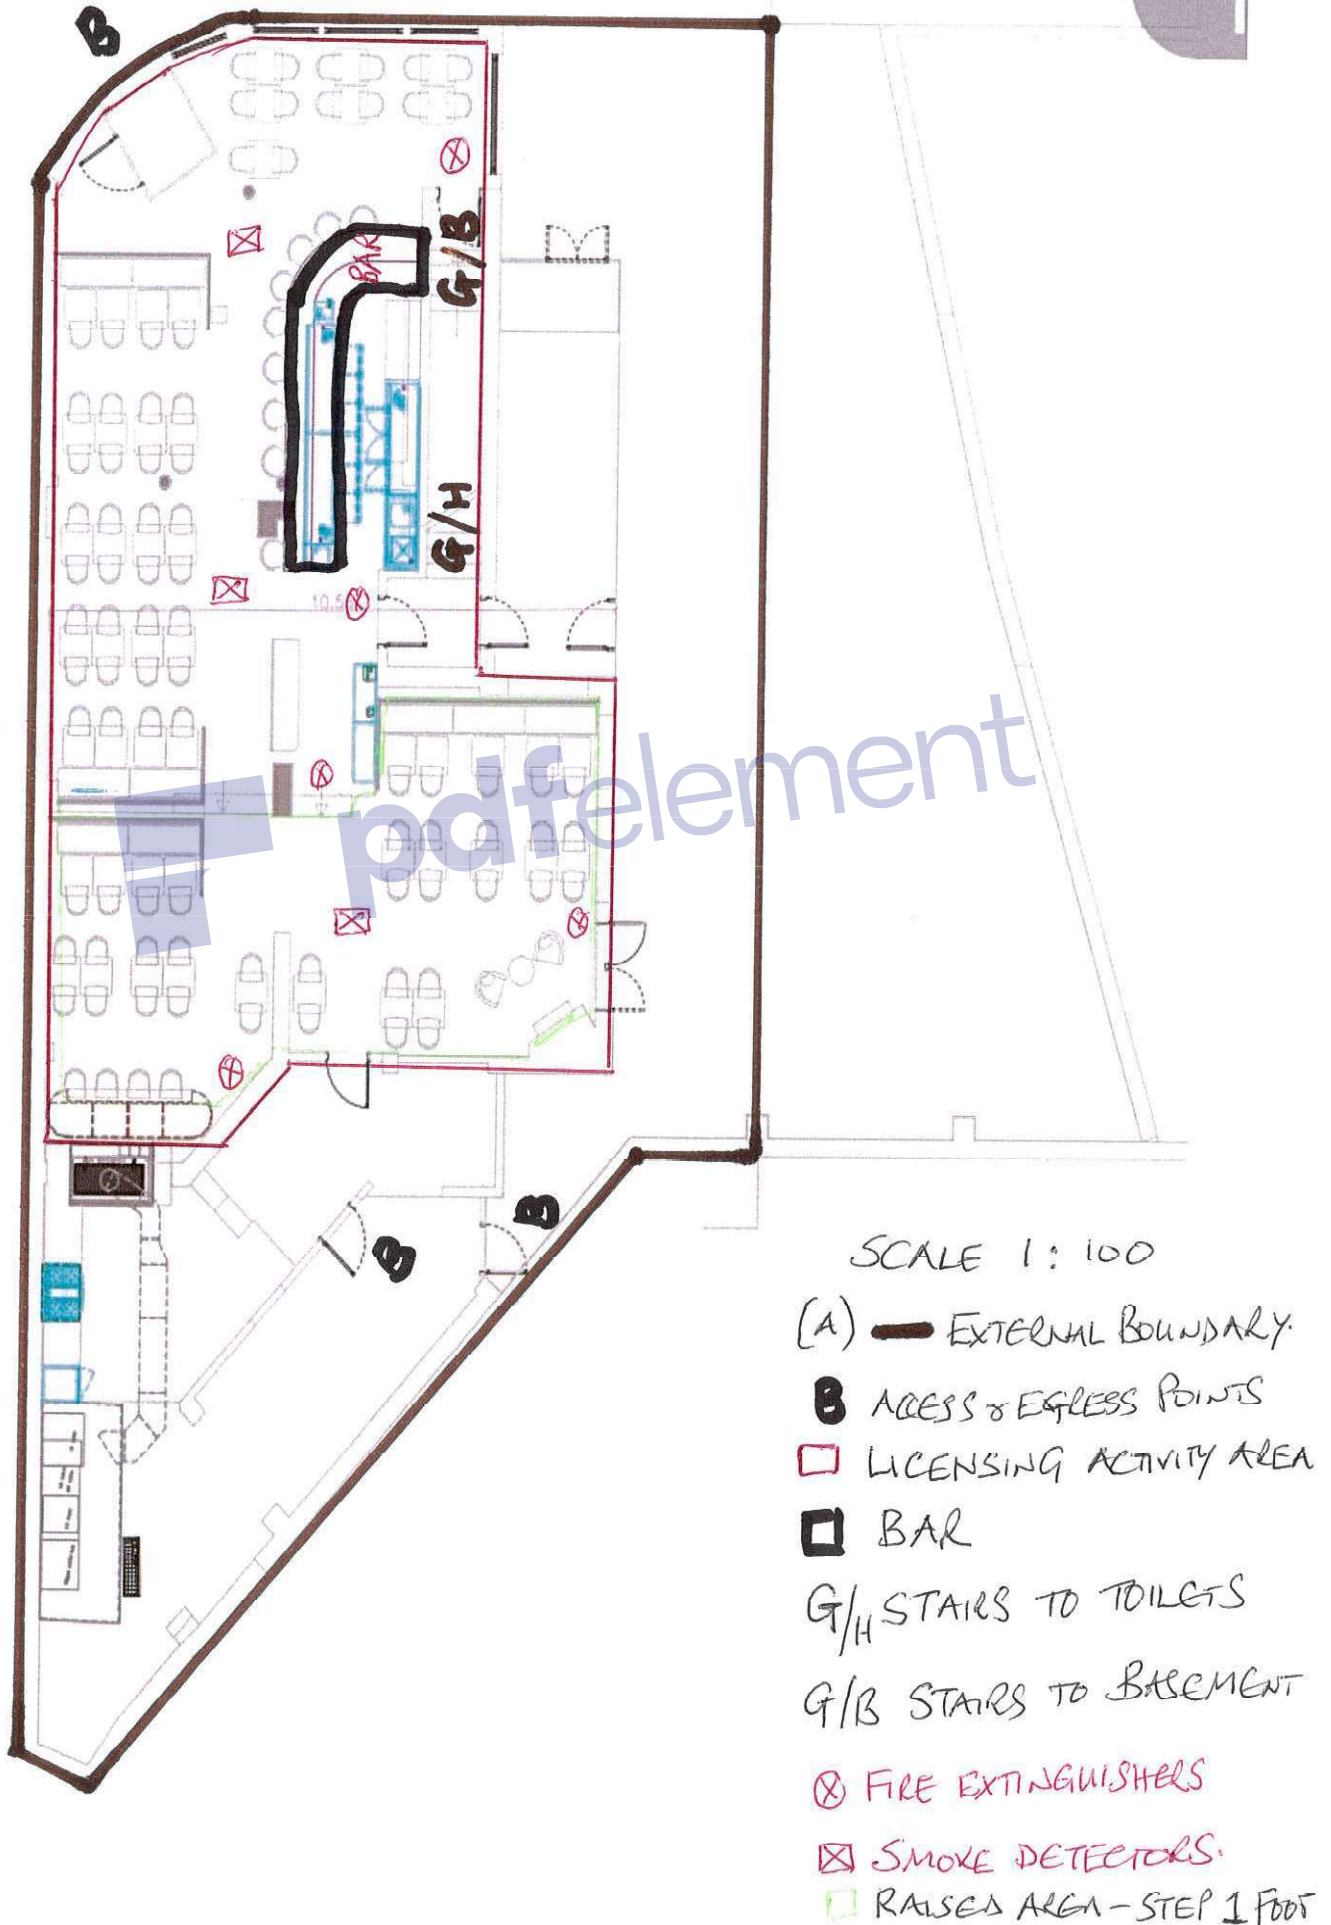 B
BAR
G/B
G/H
10.5
pdfelement
B
B
SCALE 1:100
(A) EXTERNAL BOUNDARY.
B ACESS & EGRESS POINTS
LICENSING ACTIVITY AREA
BAR
G/H STAIRS TO TOILETS
G/B STAIRS TO BASEMENT
FIRE EXTINGUISHERS
SMOKE DETECTORS.
RAISED AREA - STEP 1 FOOT